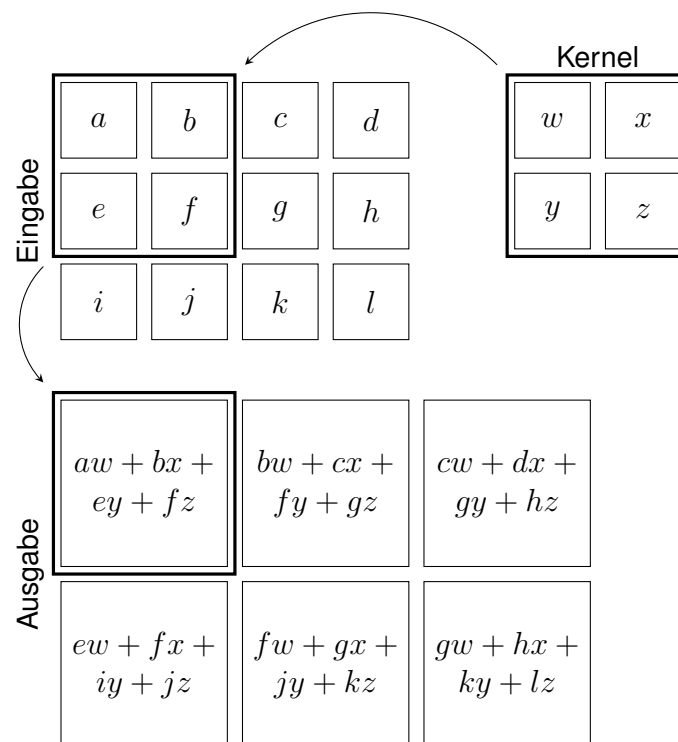 Kernel
Eingabe
a b c d
e f g h
i j k l
w x
y z
Ausgabe
aw + bx +
ey + fz
bw + cx +
fy + gz
cw + dx +
gy + hz
ew + fx +
iy + jz
fw + gx +
jy + kz
gw + hx +
ky + lz